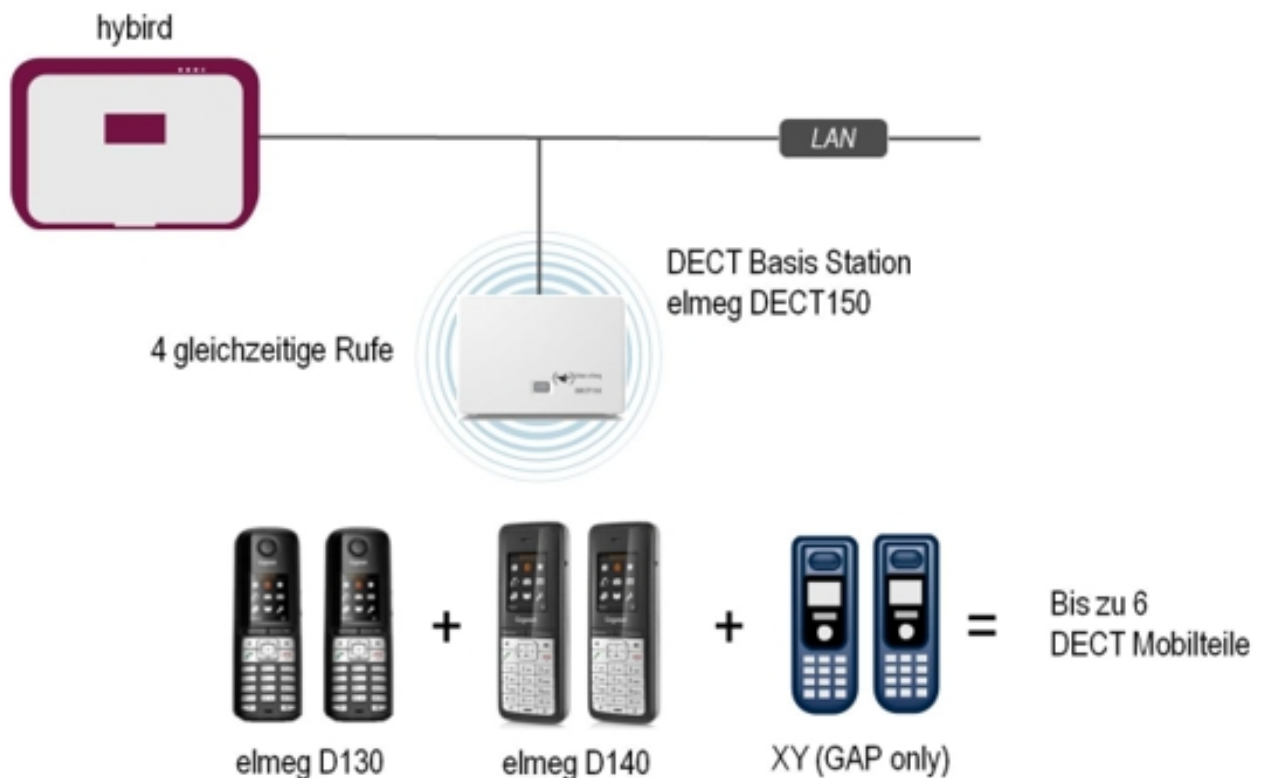 hybird
LAN
DECT Basis Station
elmeg DECT150
4 gleichzeitige Rufe
+
+
=
Bis zu 6
DECT Mobilteile
elmeg D130
elmeg D140
XY (GAP only)